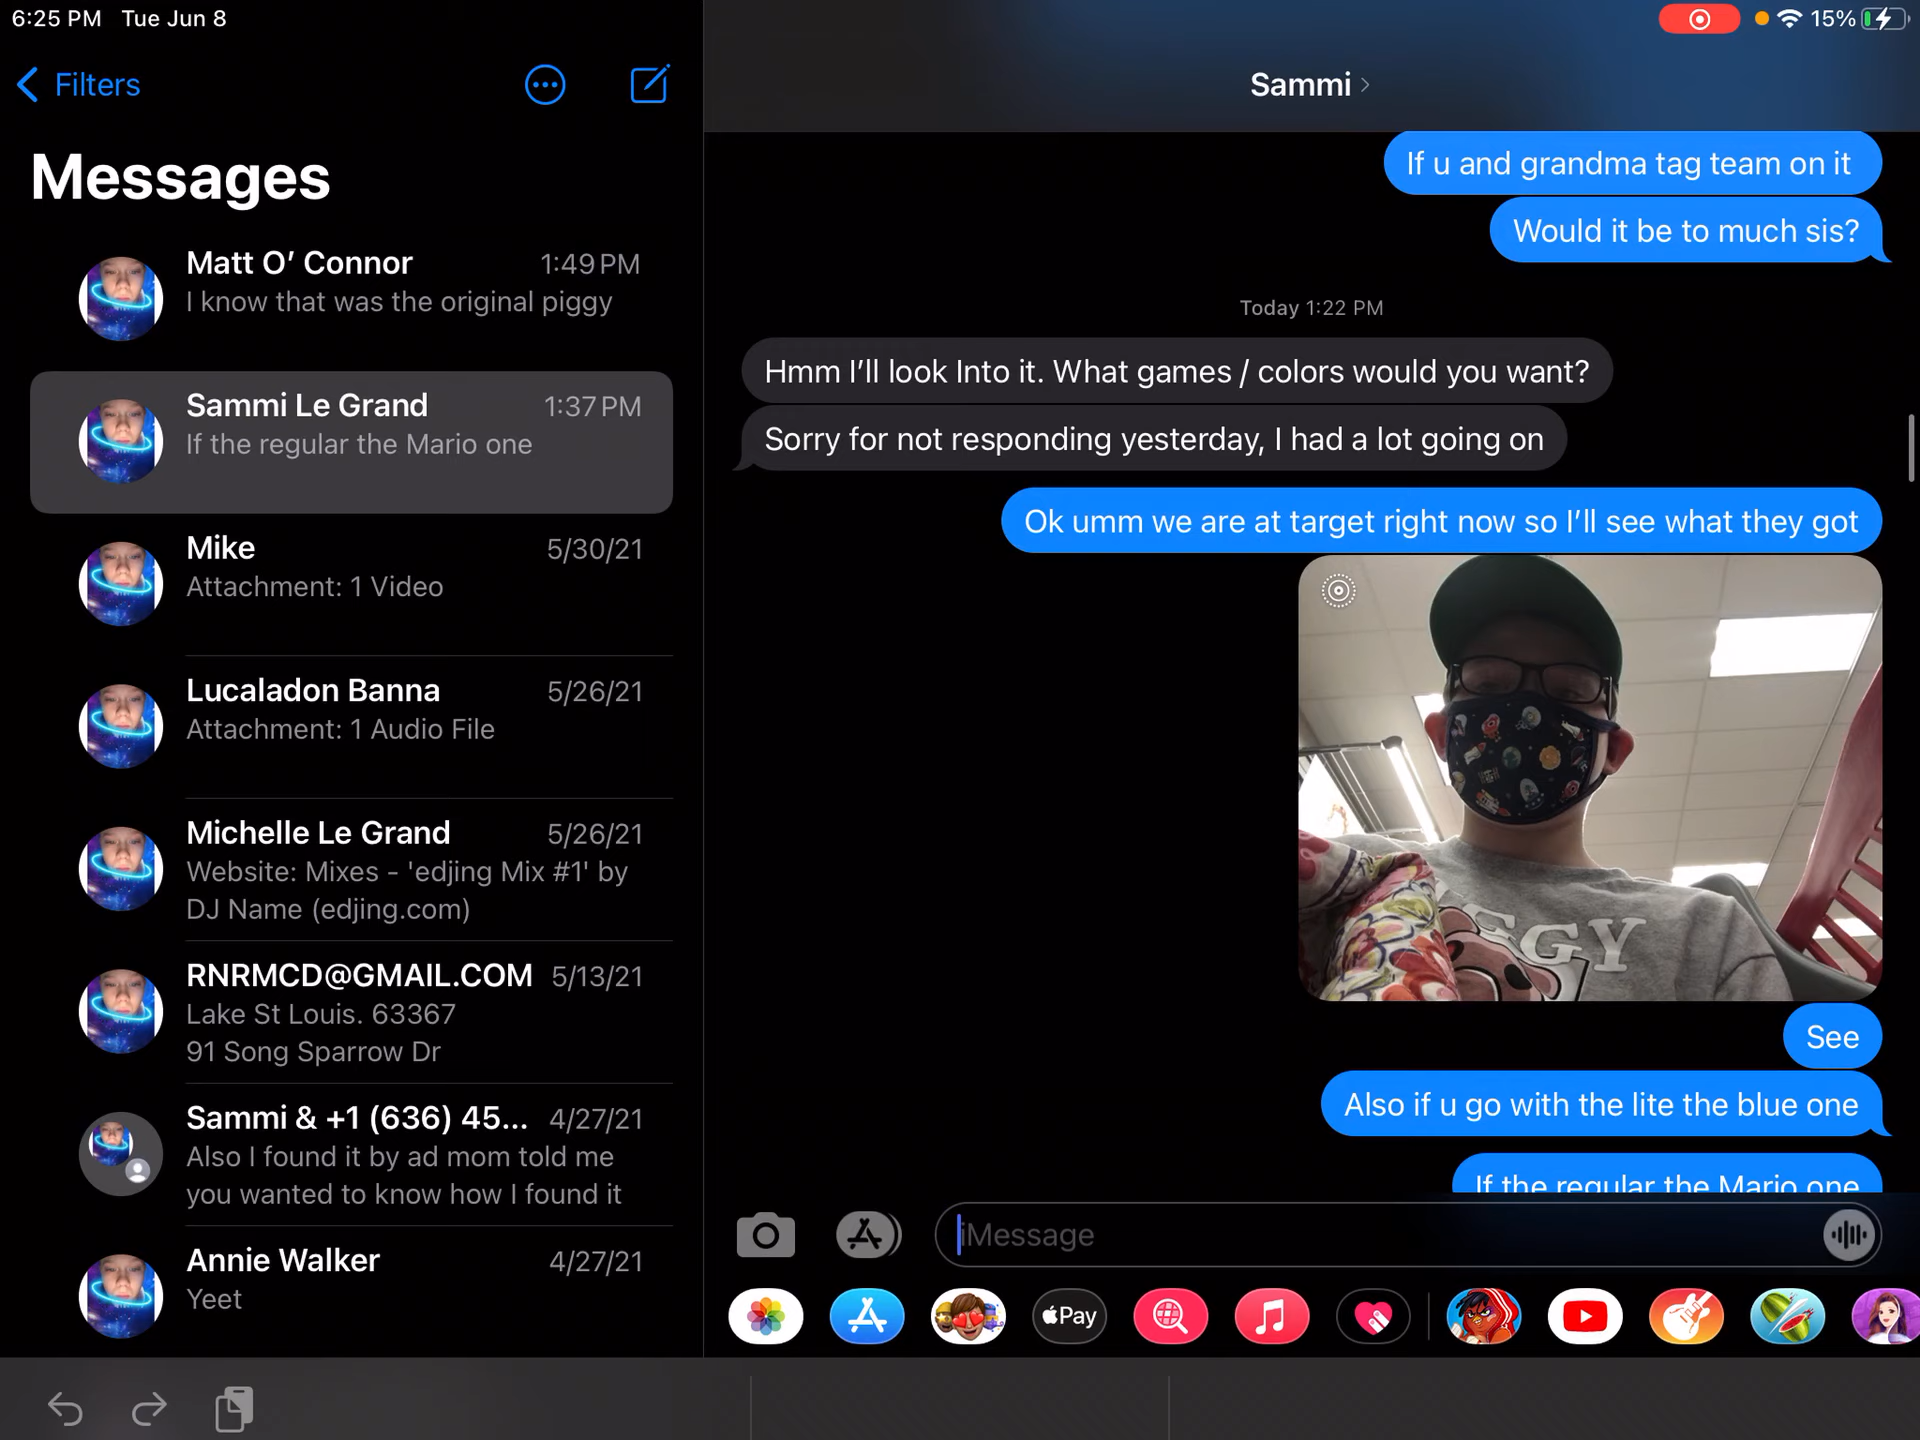 6:25 PM Tue Jun 8
15%
Filters
Messages
Matt O’ Connor 1:49 PM
I know that was the original piggy
Sammi Le Grand 1:37 PM
If the regular the Mario one
Mike 5/30/21
Attachment: 1 Video
Lucaladon Banna 5/26/21
Attachment: 1 Audio File
Michelle Le Grand 5/26/21
Website: Mixes - 'edjing Mix #1' by
DJ Name (edjing.com)
RNRMCD@GMAIL.COM 5/13/21
Lake St Louis. 63367
91 Song Sparrow Dr
Sammi & +1 (636) 45... 4/27/21
Also I found it by ad mom told me
you wanted to know how I found it
Annie Walker 4/27/21
Yeet
Sammi
If u and grandma tag team on it
Would it be to much sis?
Today 1:22 PM
Hmm I’ll look Into it. What games / colors would you want?
Sorry for not responding yesterday, I had a lot going on
Ok umm we are at target right now so I’ll see what they got
GGY
See
Also if u go with the lite the blue one
If the regular the Mario one
iMessage
Pay